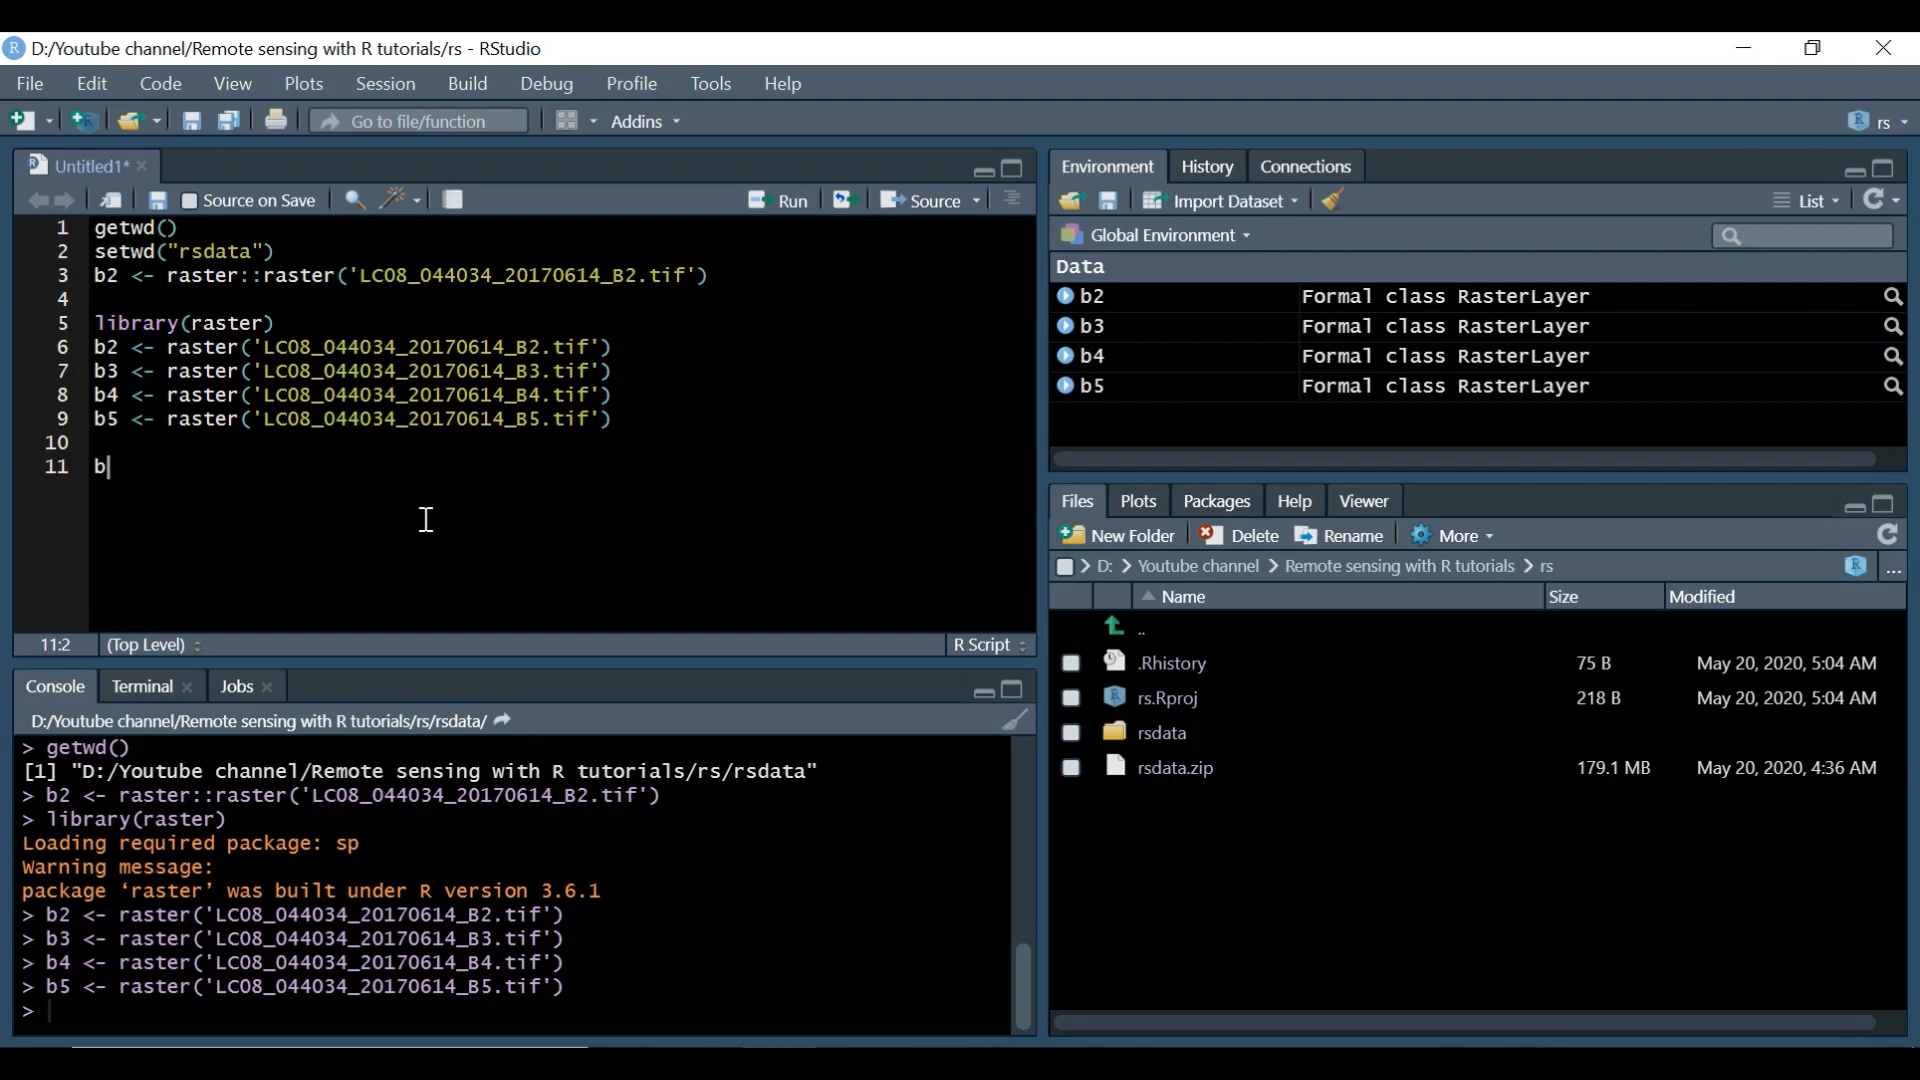 D:/Youtube channel/Remote sensing with R tutorials/rs - RStudio
File Edit Code View Plots Session Build Debug Profile Tools Help
Go to file/function Addins rs
Untitled1*
Source on Save Run Source
1 getwd()
2 setwd("rsdata")
3 b2 <- raster::raster('LC08_044034_20170614_B2.tif')
4
5 library(raster)
6 b2 <- raster('LC08_044034_20170614_B2.tif')
7 b3 <- raster('LC08_044034_20170614_B3.tif')
8 b4 <- raster('LC08_044034_20170614_B4.tif')
9 b5 <- raster('LC08_044034_20170614_B5.tif')
10
11 b
11:2 (Top Level) R Script
Console Terminal Jobs
D:/Youtube channel/Remote sensing with R tutorials/rs/rsdata/
> getwd()
[1] "D:/Youtube channel/Remote sensing with R tutorials/rs/rsdata"
> b2 <- raster::raster('LC08_044034_20170614_B2.tif')
> library(raster)
Loading required package: sp
Warning message:
package ‘raster’ was built under R version 3.6.1
> b2 <- raster('LC08_044034_20170614_B2.tif')
> b3 <- raster('LC08_044034_20170614_B3.tif')
> b4 <- raster('LC08_044034_20170614_B4.tif')
> b5 <- raster('LC08_044034_20170614_B5.tif')
>
Environment History Connections
Import Dataset List
Global Environment
Data
b2 Formal class RasterLayer
b3 Formal class RasterLayer
b4 Formal class RasterLayer
b5 Formal class RasterLayer
Files Plots Packages Help Viewer
New Folder Delete Rename More
D: > Youtube channel > Remote sensing with R tutorials > rs ...
Name Size Modified
..
.Rhistory 75 B May 20, 2020, 5:04 AM
rs.Rproj 218 B May 20, 2020, 5:04 AM
rsdata
rsdata.zip 179.1 MB May 20, 2020, 4:36 AM